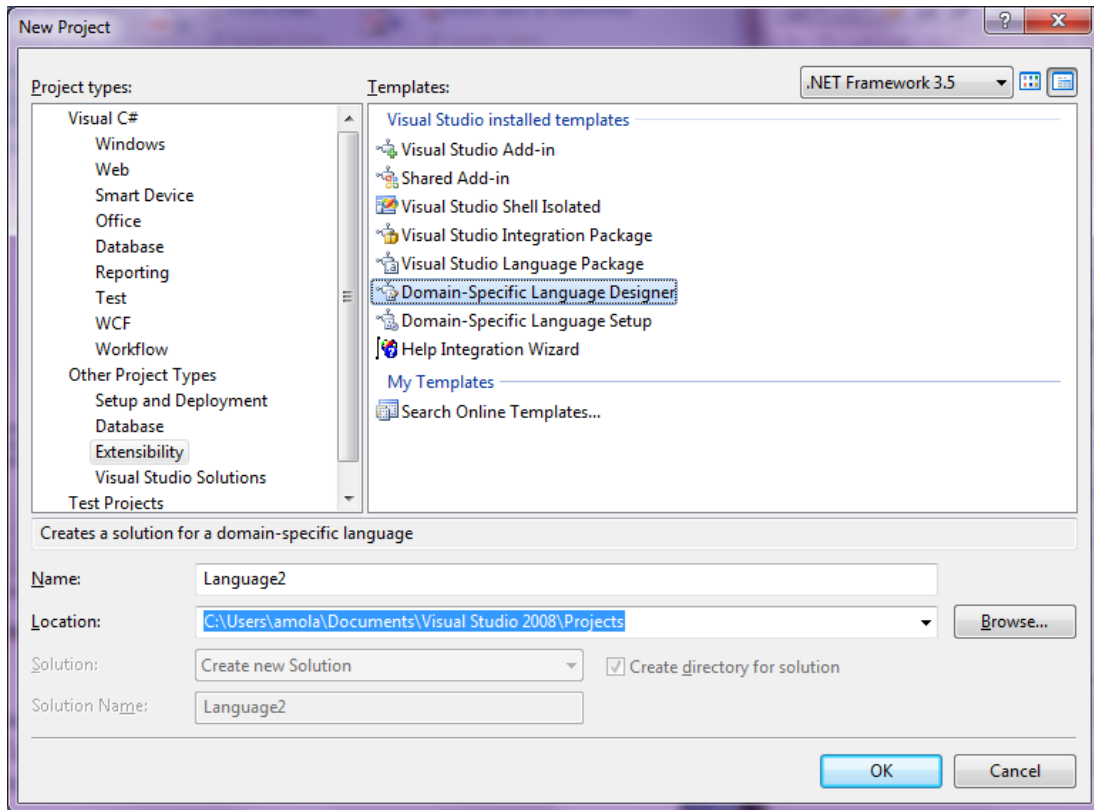 New Project
Project types:
Templates:
.NET Framework 3.5
Visual C#
Windows
Web
Smart Device
Office
Database
Reporting
Test
WCF
Workflow
Other Project Types
Setup and Deployment
Database
Extensibility
Visual Studio Solutions
Test Projects
Visual Studio installed templates
Visual Studio Add-in
Shared Add-in
Visual Studio Shell Isolated
Visual Studio Integration Package
Visual Studio Language Package
Domain-Specific Language Designer
Domain-Specific Language Setup
Help Integration Wizard
My Templates
Search Online Templates...
Creates a solution for a domain-specific language
Name:
Language2
Location:
C:\Users\amola\Documents\Visual Studio 2008\Projects
Browse...
Solution:
Create new Solution
Create directory for solution
Solution Name:
Language2
OK
Cancel